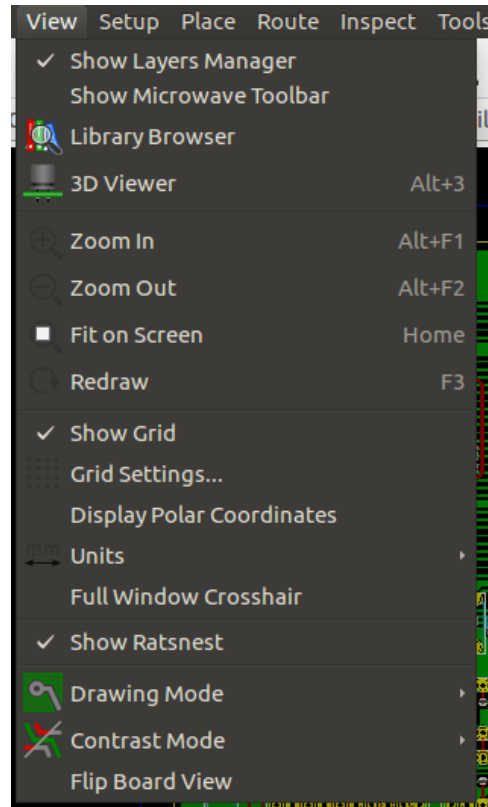 View Setup Place Route Inspect Tools
Show Layers Manager
Show Microwave Toolbar
Library Browser
3D Viewer Alt+3
Zoom In Alt+F1
Zoom Out Alt+F2
Fit on Screen Home
Redraw F3
Show Grid
Grid Settings...
Display Polar Coordinates
mm
Units
Full Window Crosshair
Show Ratsnest
Drawing Mode
Contrast Mode
Flip Board View